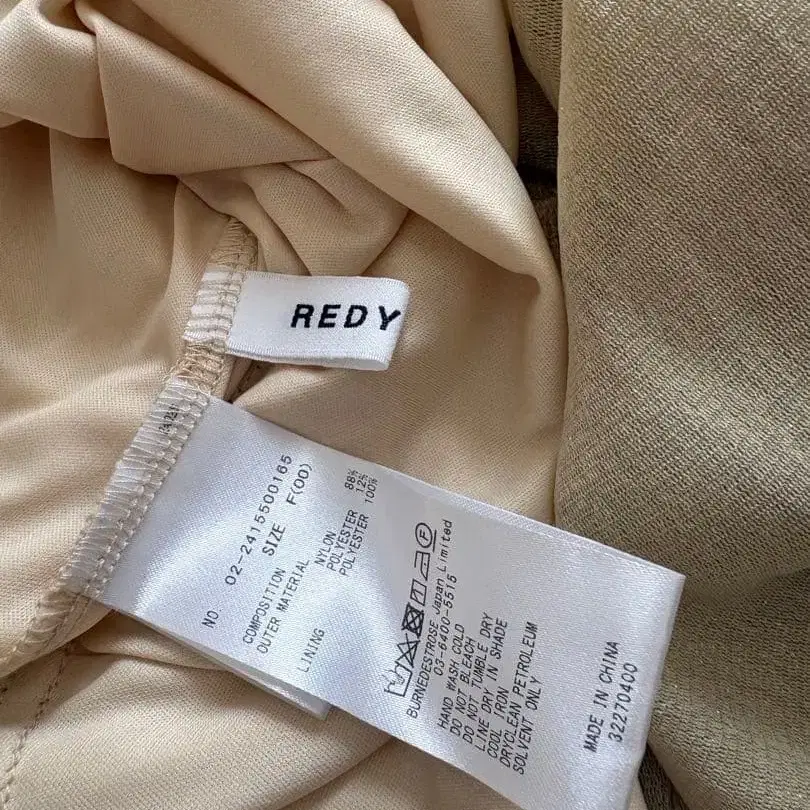 REDY
NO 02-2415500165
SIZE F(00)
COMPOSITION
OUTER MATERIAL
NYLON 88%
POLYESTER 12%
LINING POLYESTER 100%
BURNEDESTROSE Japan Limited
03-6400-5515
HAND WASH COLD
DO NOT BLEACH
DO NOT TUMBLE DRY
LINE DRY IN SHADE
COOL IRON
DRYCLEAN PETROLEUM
SOLVENT ONLY
MADE IN CHINA
32270400